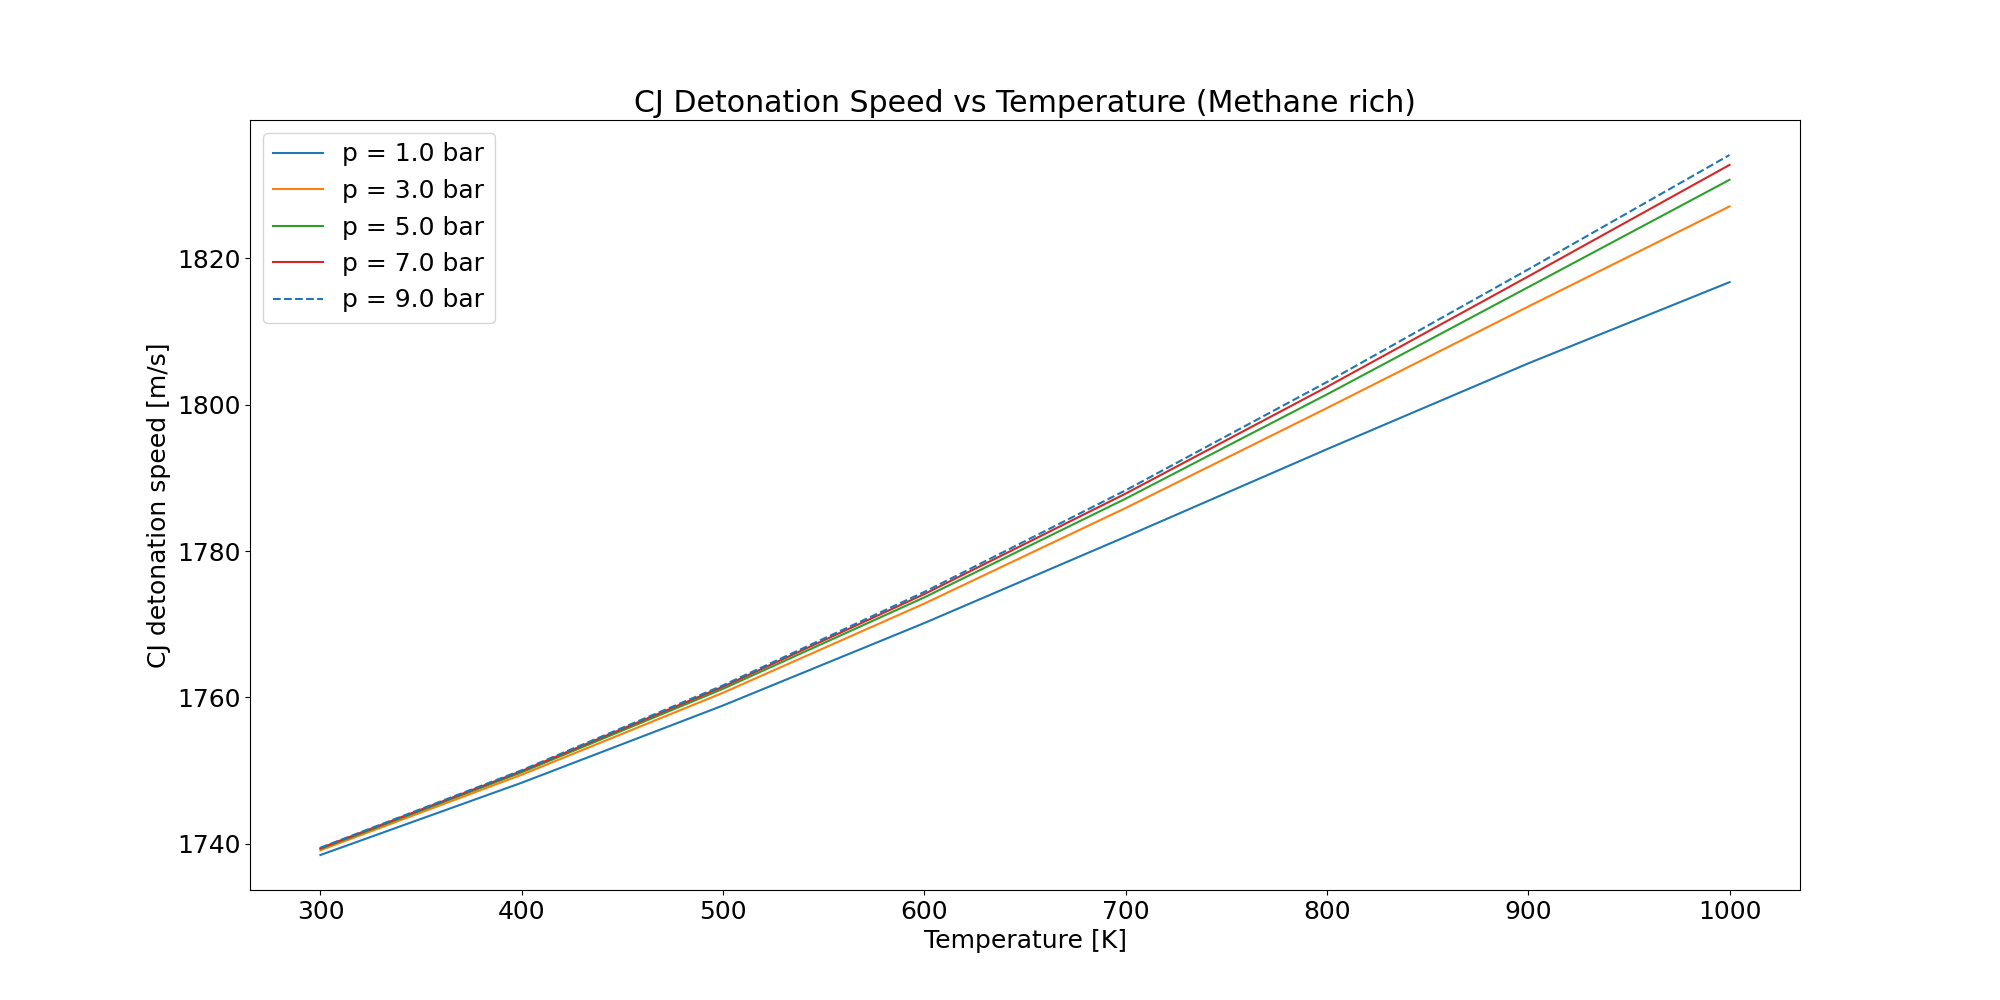 CJ Detonation Speed vs Temperature (Methane rich)
p = 1.0 bar
p = 3.0 bar
p = 5.0 bar
p = 7.0 bar
p = 9.0 bar
CJ detonation speed [m/s]
1820
1800
1780
1760
1740
300 400 500 600 700 800 900 1000
Temperature [K]